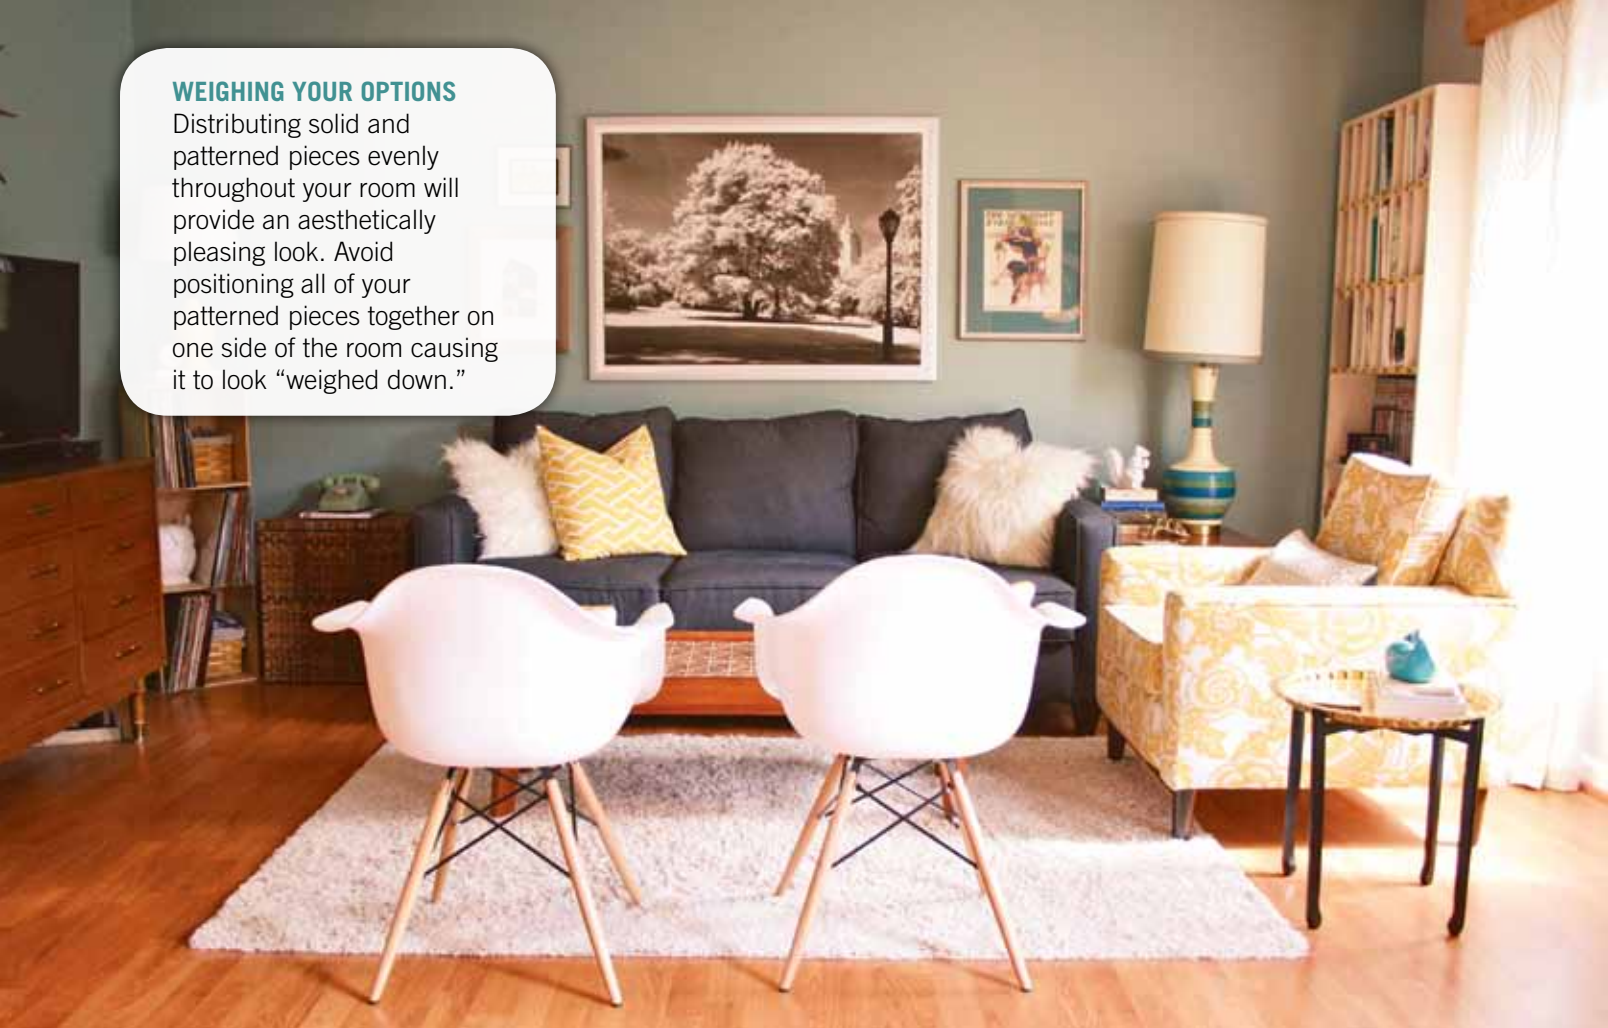 WEIGHING YOUR OPTIONS
Distributing solid and
patterned pieces evenly
throughout your room will
provide an aesthetically
pleasing look. Avoid
positioning all of your
patterned pieces together on
one side of the room causing
it to look “weighed down.”